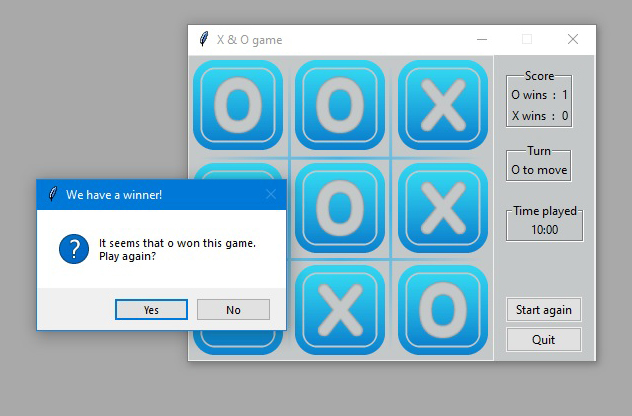 X & O game
O O X
O X
X O
Score
O wins : 1
X wins : 0
Turn
O to move
Time played
10:00
Start again
Quit
We have a winner!
It seems that o won this game.
Play again?
Yes
No